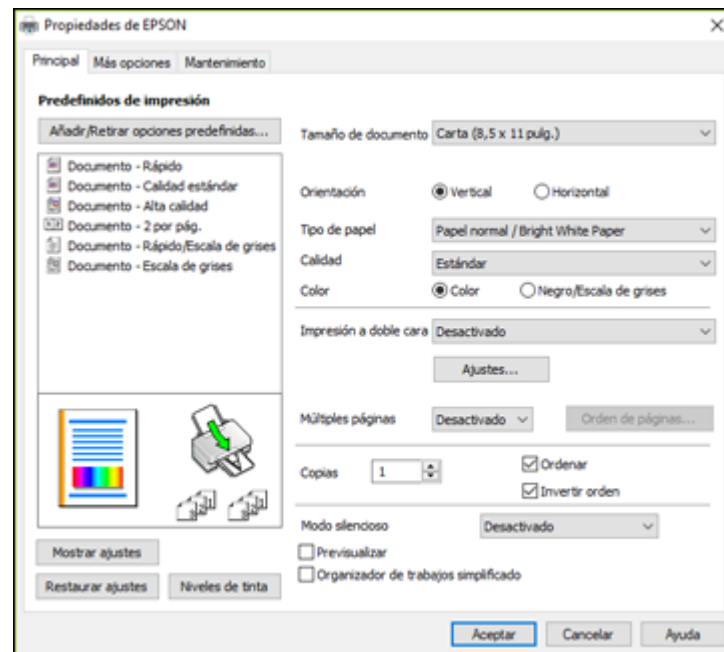 Propiedades de EPSON
Principal Más opciones Mantenimiento
Predefinidos de impresión
Añadir/Retirar opciones predefinidas...
Documento - Rápido
Documento - Calidad estándar
Documento - Alta calidad
Documento - 2 por pág.
Documento - Rápido/Escala de grises
Documento - Escala de grises
Mostrar ajustes
Restaurar ajustes Niveles de tinta
Tamaño de documento Carta (8,5 x 11 pulg.)
Orientación Vertical Horizontal
Tipo de papel Papel normal / Bright White Paper
Calidad Estándar
Color Color Negro/Escala de grises
Impresión a doble cara Desactivado
Ajustes...
Múltiples páginas Desactivado Orden de páginas...
Copias 1 Ordenar
Invertir orden
Modo silencioso Desactivado
Previsualizar
Organizador de trabajos simplificado
Aceptar Cancelar Ayuda